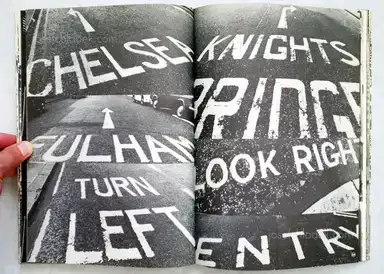 CHELSEA
FULHAM
TURN
LEFT
KNIGHTS
BRIDGE
LOOK RIGHT
ENTRY